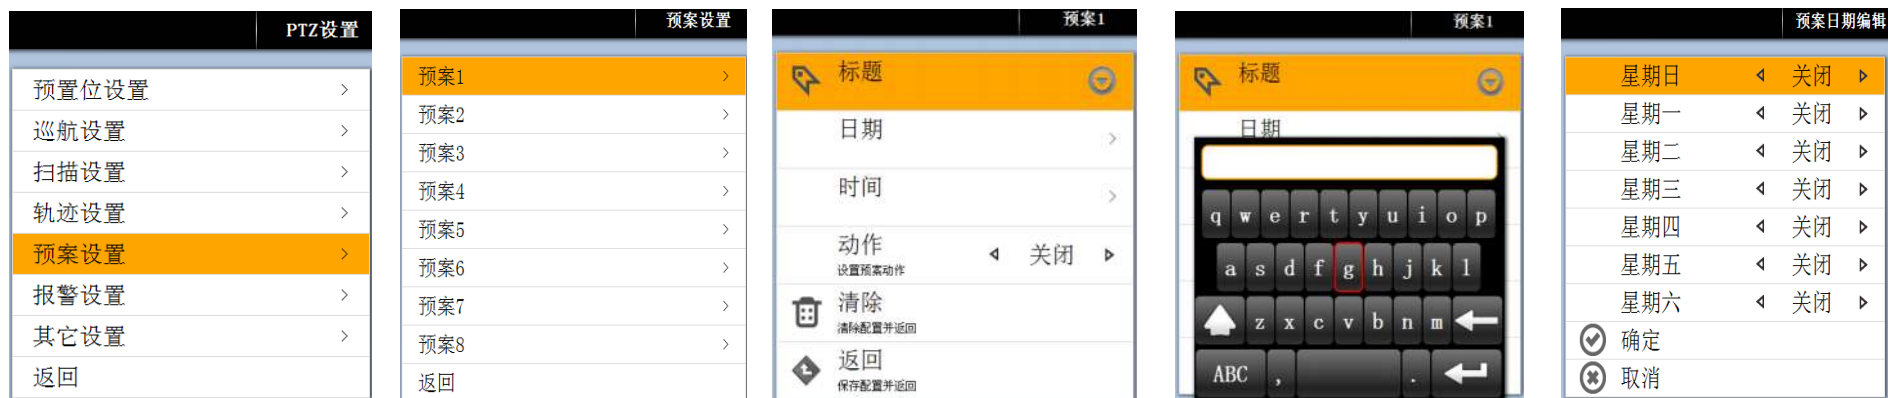 PTZ设置
预置位设置
巡航设置
扫描设置
轨迹设置
预案设置
报警设置
其它设置
返回
预案设置
预案1
预案2
预案3
预案4
预案5
预案6
预案7
预案8
返回
预案1
标题
日期
时间
动作 关闭
设置预案动作
清除
清除配置并返回
返回
保存配置并返回
预案1
标题
日期
q w e r t y u i o p
a s d f g h j k l
z x c v b n m
ABC , .
预案日期编辑
星期日 关闭
星期一 关闭
星期二 关闭
星期三 关闭
星期四 关闭
星期五 关闭
星期六 关闭
确定
取消